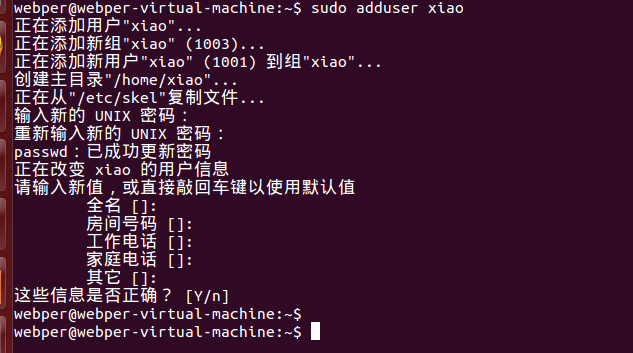 webper@webper-virtual-machine:~$ sudo adduser xiao
正在添加用户"xiao"...
正在添加新组"xiao" (1003)...
正在添加新用户"xiao" (1001) 到组"xiao"...
创建主目录"/home/xiao"...
正在从"/etc/skel"复制文件...
输入新的 UNIX 密码：
重新输入新的 UNIX 密码：
passwd：已成功更新密码
正在改变 xiao 的用户信息
请输入新值，或直接敲回车键以使用默认值
全名 []:
房间号码 []:
工作电话 []:
家庭电话 []:
其它 []:
这些信息是否正确？ [Y/n]
webper@webper-virtual-machine:~$
webper@webper-virtual-machine:~$